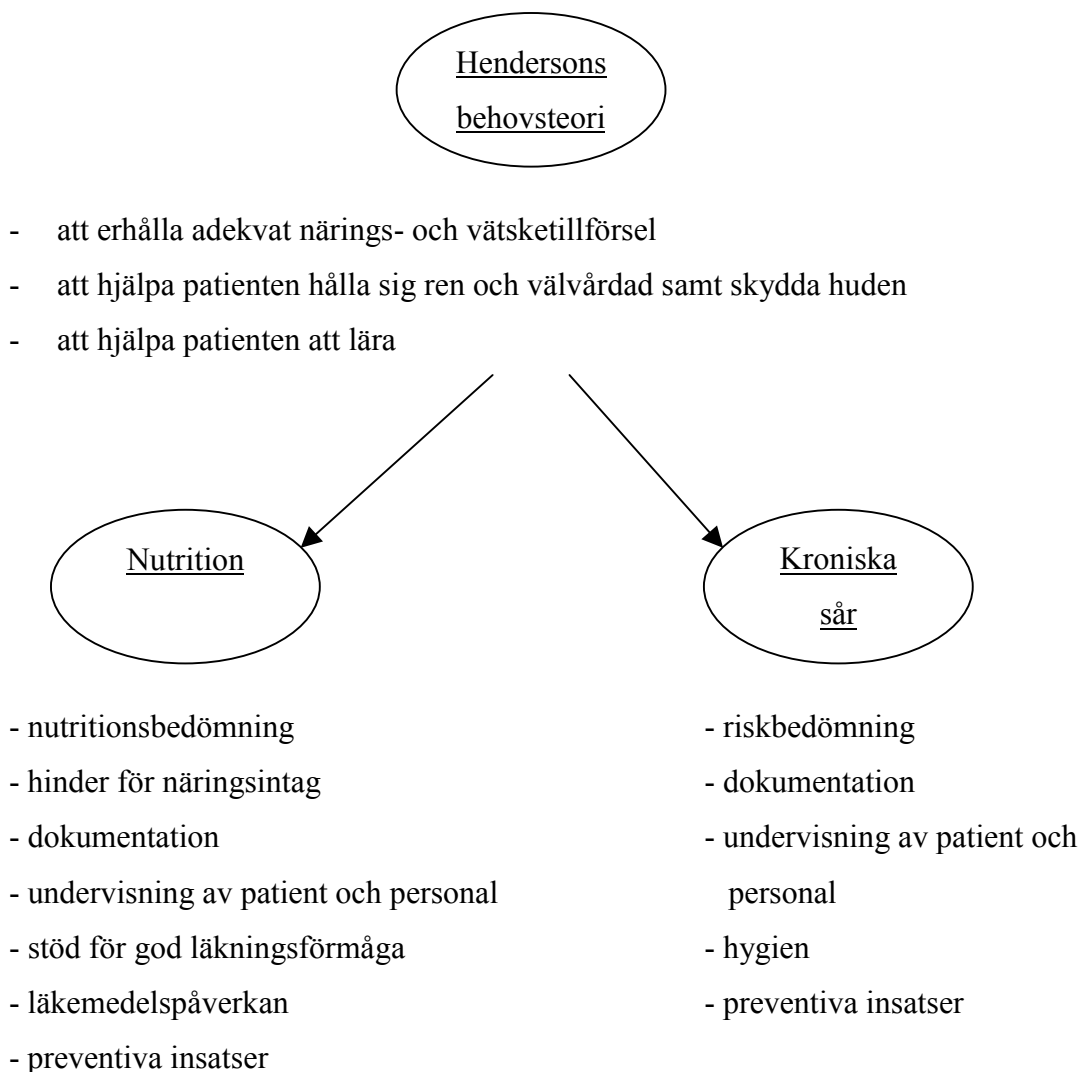 Hendersons
behovsteori
- att erhålla adekvat närings- och vätsketillförsel
- att hjälpa patienten hålla sig ren och välvårdad samt skydda huden
- att hjälpa patienten att lära
Nutrition
Kroniska
sår
- nutritionsbedömning
- hinder för näringsintag
- dokumentation
- undervisning av patient och personal
- stöd för god läkningsförmåga
- läkemedelspåverkan
- preventiva insatser
- riskbedömning
- dokumentation
- undervisning av patient och
personal
- hygien
- preventiva insatser